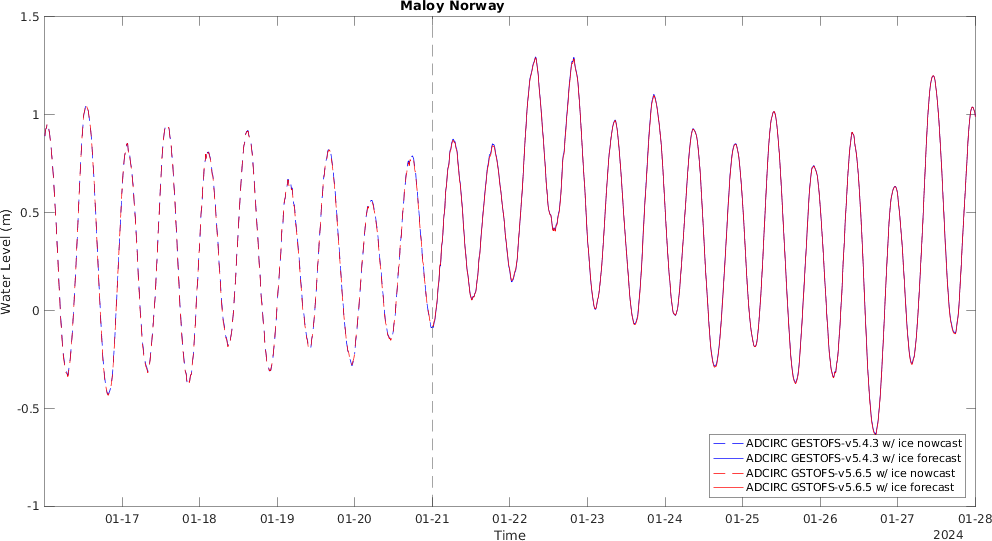 Maloy Norway
1.5
1
0.5
0
-0.5
-1
Water Level (m)
ADCIRC GESTOFS-v5.4.3 w/ ice nowcast
ADCIRC GESTOFS-v5.4.3 w/ ice forecast
ADCIRC GSTOFS-v5.6.5 w/ ice nowcast
ADCIRC GSTOFS-v5.6.5 w/ ice forecast
01-17 01-18 01-19 01-20 01-21 01-22 01-23 01-24 01-25 01-26 01-27 01-28
Time
2024